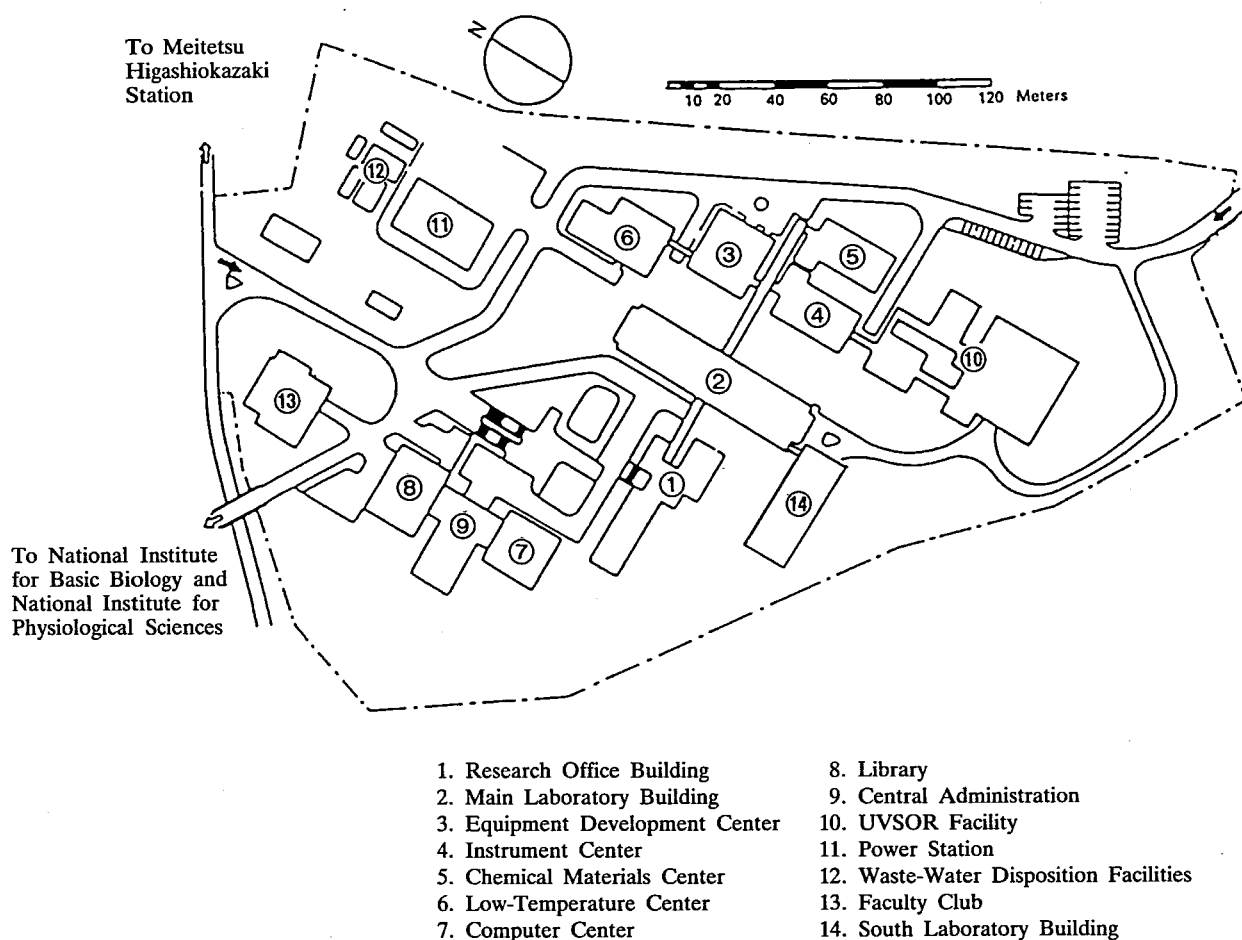 To Meitetsu
Higashiokazaki
Station
N
10 20 40 60 80 100 120 Meters
12
11
6
3
5
4
10
2
13
1
8
14
9
7
To National Institute
for Basic Biology and
National Institute for
Physiological Sciences
1. Research Office Building
2. Main Laboratory Building
3. Equipment Development Center
4. Instrument Center
5. Chemical Materials Center
6. Low-Temperature Center
7. Computer Center
8. Library
9. Central Administration
10. UVSOR Facility
11. Power Station
12. Waste-Water Disposition Facilities
13. Faculty Club
14. South Laboratory Building